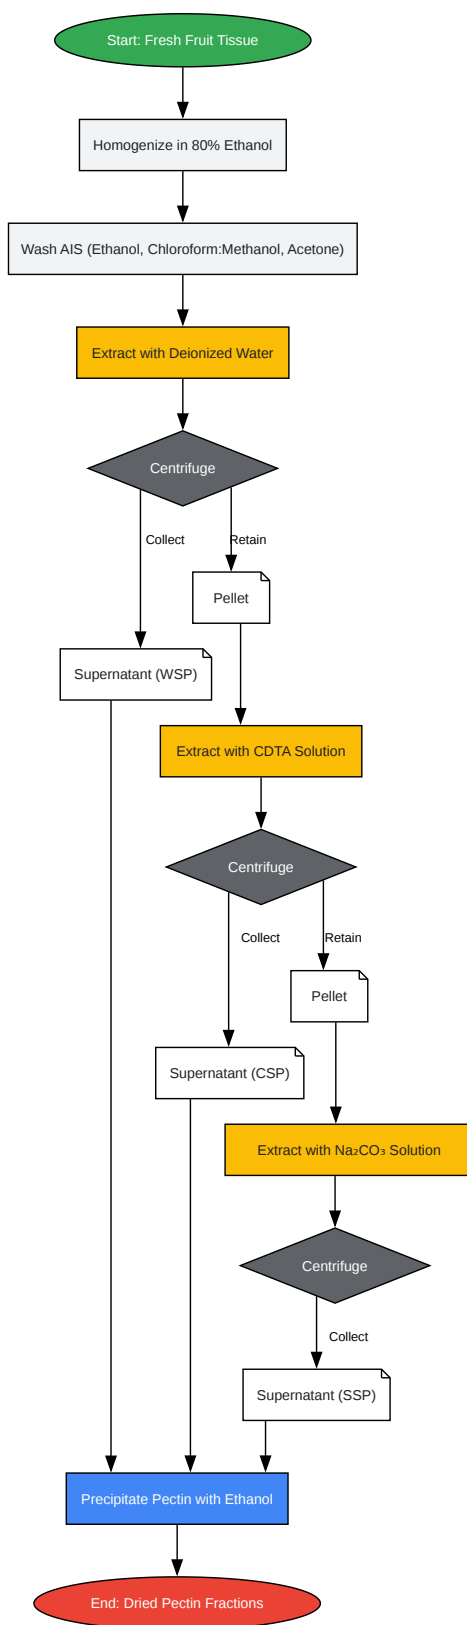 Start: Fresh Fruit Tissue
Homogenize in 80% Ethanol
Wash AIS (Ethanol, Chloroform:Methanol, Acetone)
Extract with Deionized Water
Centrifuge
Collect
Retain
Pellet
Supernatant (WSP)
Extract with CDTA Solution
Centrifuge
Collect
Retain
Pellet
Supernatant (CSP)
Extract with Na₂CO₃ Solution
Centrifuge
Collect
Supernatant (SSP)
Precipitate Pectin with Ethanol
End: Dried Pectin Fractions